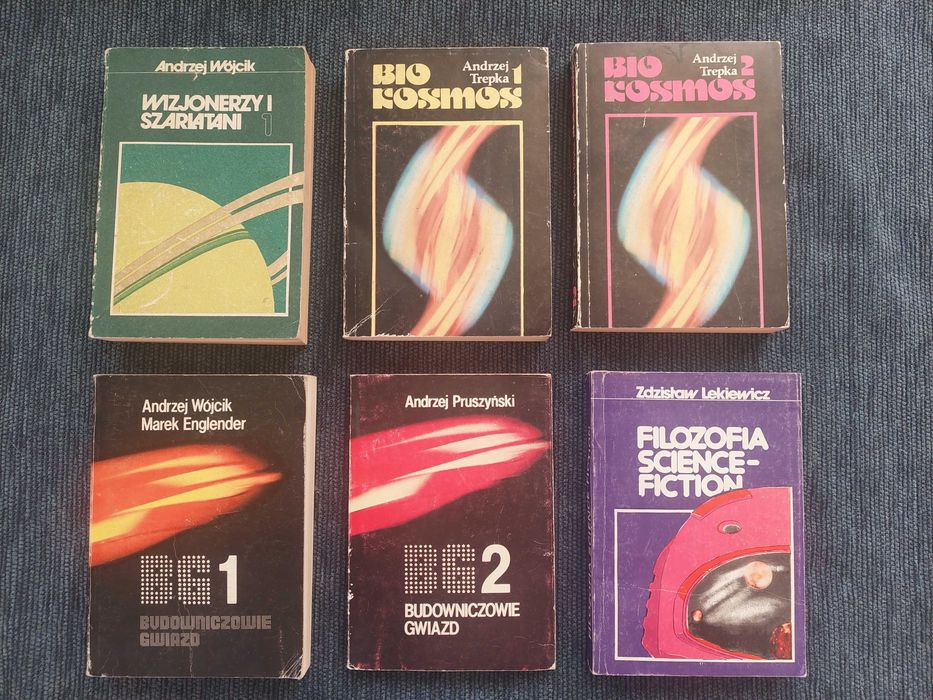 Andrzej Wójcik
WIZJONERZY I
SZARLATANI 1
Andrzej
Trepka 1
BIO
KOSMOS
Andrzej
Trepka 2
BIO
KOSMOS
Andrzej Wójcik
Marek Englender
BG1
BUDOWNICZOWIE
GWIAZD
Andrzej Pruszyński
BG2
BUDOWNICZOWIE
GWIAZD
Zdzisław Lekiewicz
FILOZOFIA
SCIENCE-
FICTION